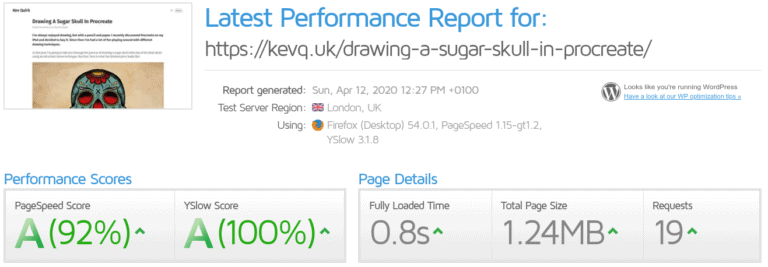 Kev Quirk
Drawing A Sugar Skull In Procreate
Latest Performance Report for:
https://kevq.uk/drawing-a-sugar-skull-in-procreate/
Report generated: Sun, Apr 12, 2020 12:27 PM +0100
Test Server Region: London, UK
Using: Firefox (Desktop) 54.0.1, PageSpeed 1.15-gt1.2,
YSlow 3.1.8
Looks like you're running WordPress
Have a look at our WP optimization tips »
Performance Scores
PageSpeed Score
A (92%)
YSlow Score
A (100%)
Page Details
Fully Loaded Time
0.8s
Total Page Size
1.24MB
Requests
19